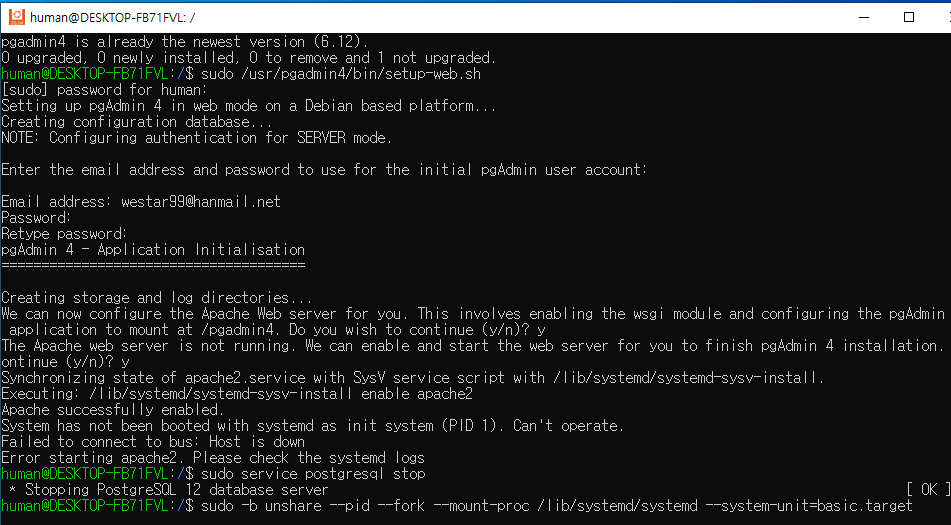 human@DESKTOP-FB71FVL: /
pgadmin4 is already the newest version (6.12).
0 upgraded, 0 newly installed, 0 to remove and 1 not upgraded.
human@DESKTOP-FB71FVL:/$ sudo /usr/pgadmin4/bin/setup-web.sh
[sudo] password for human:
Setting up pgAdmin 4 in web mode on a Debian based platform...
Creating configuration database...
NOTE: Configuring authentication for SERVER mode.
Enter the email address and password to use for the initial pgAdmin user account:
Email address: westar99@hanmail.net
Password:
Retype password:
pgAdmin 4 - Application Initialisation
======================================
Creating storage and log directories...
We can now configure the Apache Web server for you. This involves enabling the wsgi module and configuring the pgAdmin
application to mount at /pgadmin4. Do you wish to continue (y/n)? y
The Apache web server is not running. We can enable and start the web server for you to finish pgAdmin 4 installation.
ontinue (y/n)? y
Synchronizing state of apache2.service with SysV service script with /lib/systemd/systemd-sysv-install.
Executing: /lib/systemd/systemd-sysv-install enable apache2
Apache successfully enabled.
System has not been booted with systemd as init system (PID 1). Can't operate.
Failed to connect to bus: Host is down
Error starting apache2. Please check the systemd logs
human@DESKTOP-FB71FVL:/$ sudo service postgresql stop
* Stopping PostgreSQL 12 database server [ OK ]
human@DESKTOP-FB71FVL:/$ sudo -b unshare --pid --fork --mount-proc /lib/systemd/systemd --system-unit=basic.target